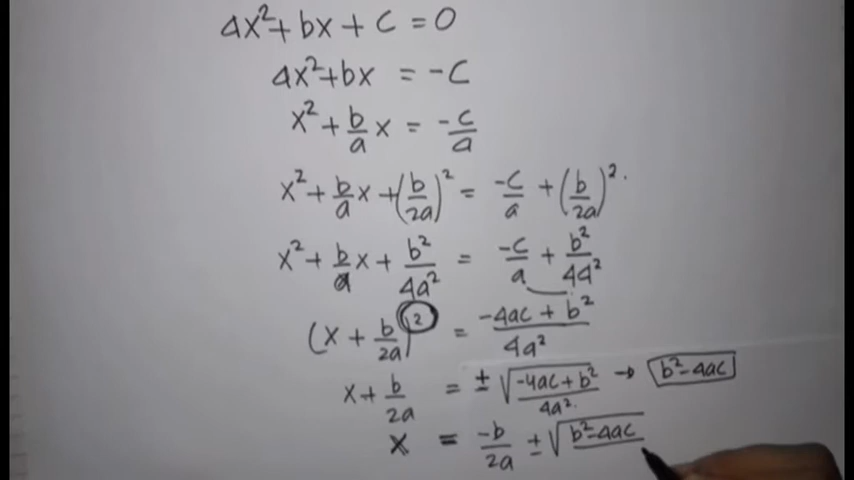 ax²+ bx + c = 0
ax²+bx = -c
x² + b/a x = -c/a
x² + b/a x + (b/2a)² = -c/a + (b/2a)².
x² + b/a x + b²/4a² = -c/a + b²/4a²
(x + b/2a)² = -4ac + b²/4a²
x + b/2a = ± √-4ac + b²/4a². → b²-4ac
x = -b/2a ± √b²-4ac